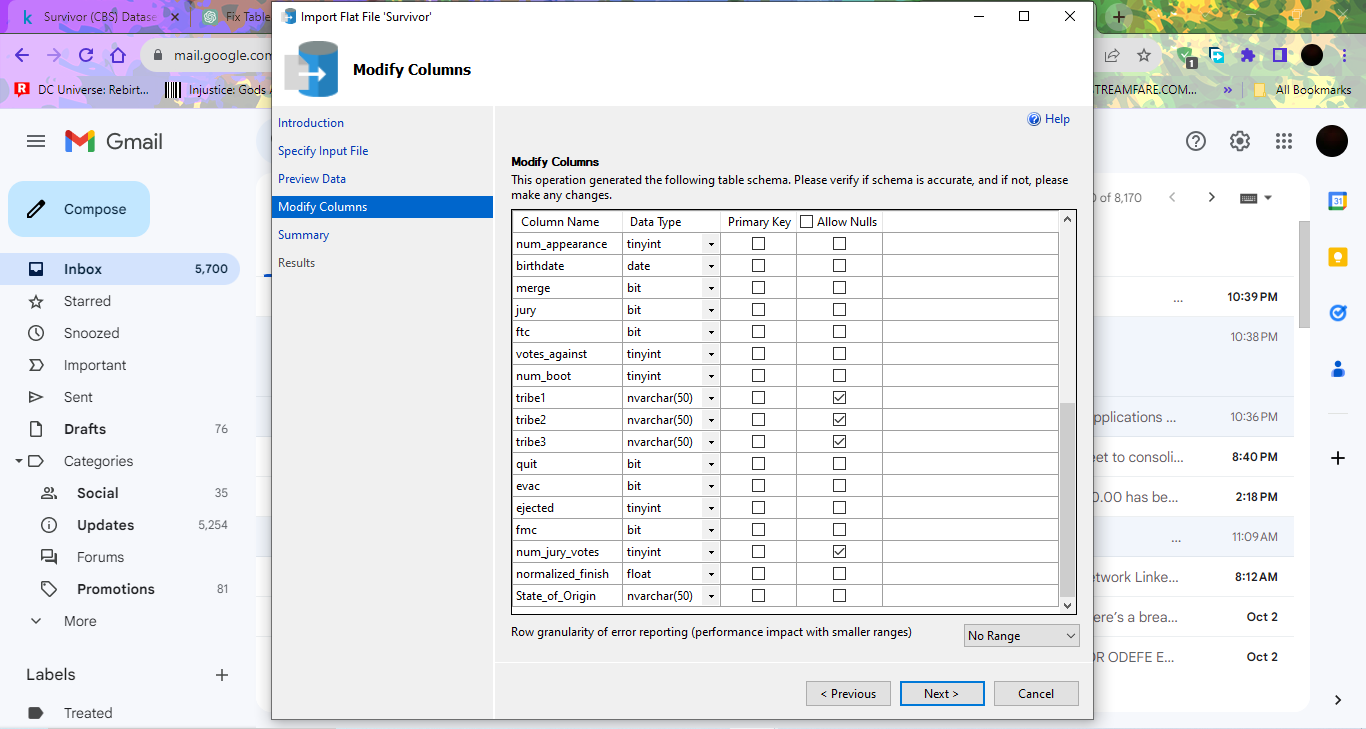 Survivor (CBS) Datase
Fix Table
Import Flat File 'Survivor'
mail.google.com
1
DC Universe: Rebirt...
Injustice: Gods
TREAMFARE.COM...
All Bookmarks
Modify Columns
Gmail
Compose
Inbox 5,700
Starred
Snoozed
Important
Sent
Drafts 76
Categories
Social 35
Updates 5,254
Forums
Promotions 81
More
Labels
Treated
Introduction
Specify Input File
Preview Data
Modify Columns
Summary
Results
Help
Modify Columns
This operation generated the following table schema. Please verify if schema is accurate, and if not, please
make any changes.
Column Name Data Type Primary Key Allow Nulls
num_appearance tinyint
birthdate date
merge bit
jury bit
ftc bit
votes_against tinyint
num_boot tinyint
tribe1 nvarchar(50)
tribe2 nvarchar(50)
tribe3 nvarchar(50)
quit bit
evac bit
ejected tinyint
fmc bit
num_jury_votes tinyint
normalized_finish float
State_of_Origin nvarchar(50)
Row granularity of error reporting (performance impact with smaller ranges) No Range
< Previous Next > Cancel
of 8,170
31
... 10:39 PM
10:38 PM
pplications ... 10:36 PM
eet to consoli... 8:40 PM
0.00 has be... 2:18 PM
... 11:09 AM
etwork Linke... 8:12 AM
ere's a brea... Oct 2
OR ODEFE E... Oct 2